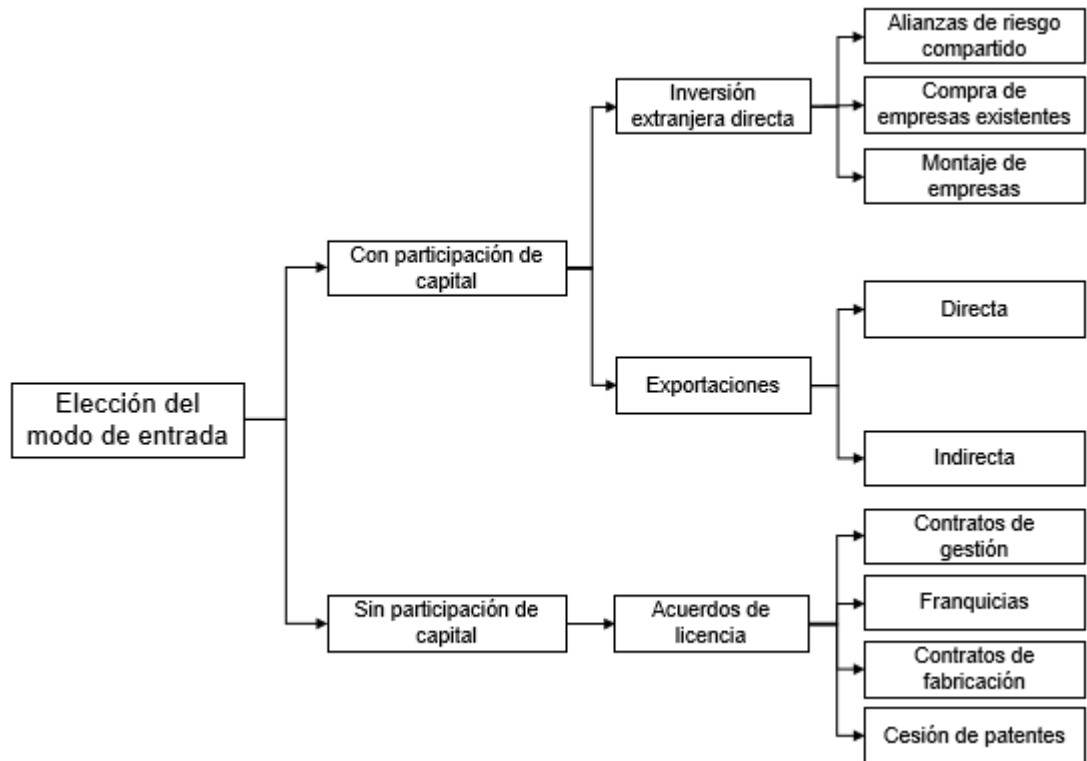 Alianzas de riesgo
compartido
Inversión
extranjera directa
Compra de
empresas existentes
Montaje de
empresas
Con participación de
capital
Directa
Exportaciones
Elección del
modo de entrada
Indirecta
Contratos de
gestión
Sin participación de
capital
Acuerdos de
licencia
Franquicias
Contratos de
fabricación
Cesión de patentes